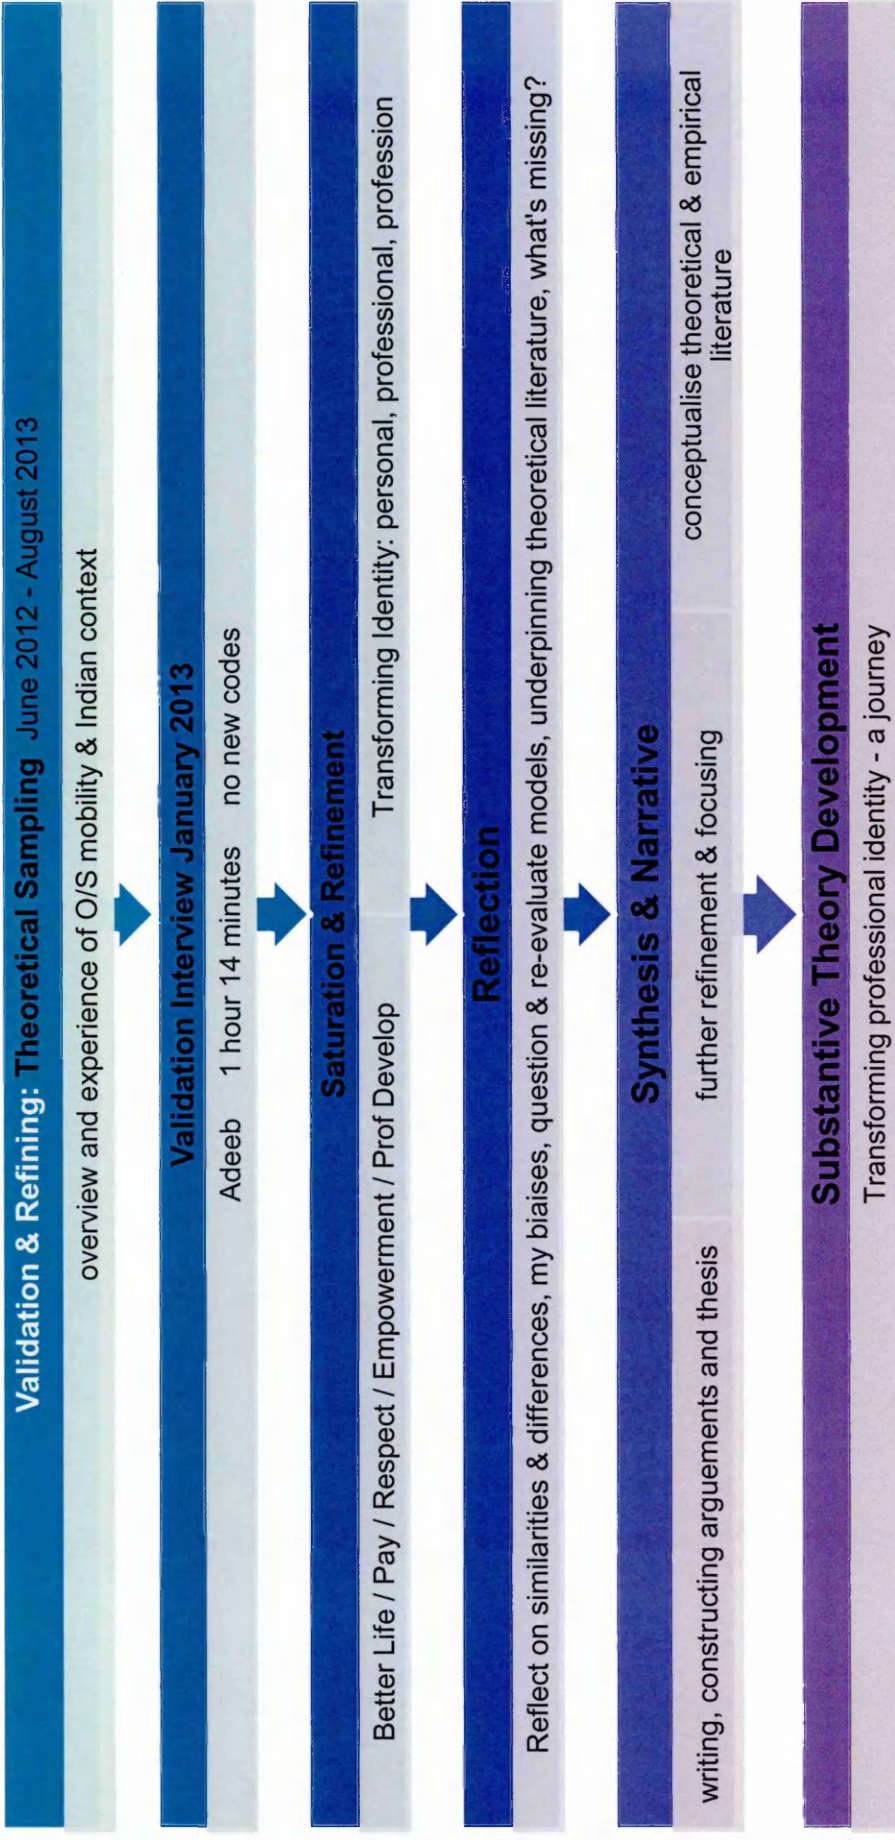 Validation & Refining: Theoretical Sampling June 2012 - August 2013
overview and experience of O/S mobility & Indian context
Validation Interview January 2013
Adeeb 1 hour 14 minutes no new codes
Saturation & Refinement
Better Life / Pay / Respect / Empowerment / Prof Develop
Transforming Identity: personal, professional, profession
Reflection
Reflect on similarities & differences, my biaises, question & re-evaluate models, underpinning theoretical literature, what's missing?
Synthesis & Narrative
writing, constructing arguements and thesis
further refinement & focusing
conceptualise theoretical & empirical
literature
Substantive Theory Development
Transforming professional identity - a journey